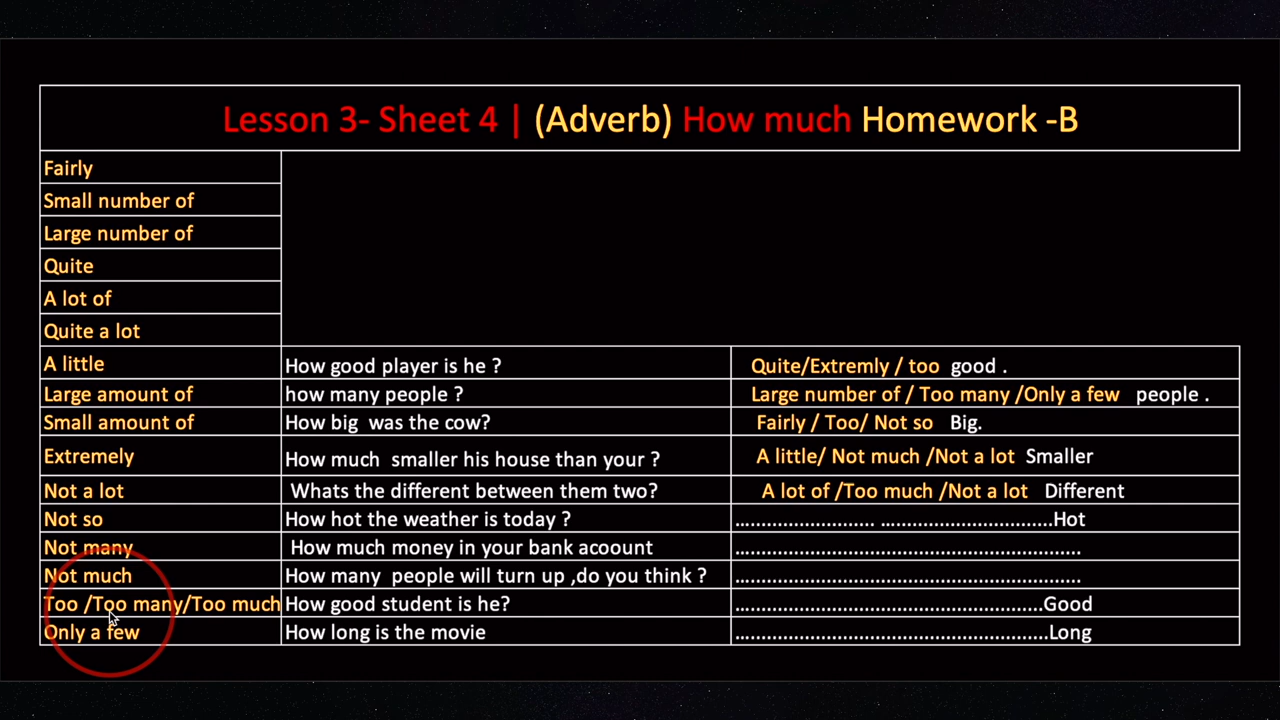 Lesson 3- Sheet 4 | (Adverb) How much Homework -B
Fairly
Small number of
Large number of
Quite
A lot of
Quite a lot
A little How good player is he ? Quite/Extremly / too good .
Large amount of how many people ? Large number of / Too many /Only a few people .
Small amount of How big was the cow? Fairly / Too/ Not so Big.
Extremely How much smaller his house than your ? A little/ Not much /Not a lot Smaller
Not a lot Whats the different between them two? A lot of /Too much /Not a lot Different
Not so How hot the weather is today ? .......................... ................................Hot
Not many How much money in your bank acoount ................................................................
Not much How many people will turn up ,do you think ? ................................................................
Too /Too many/Too much How good student is he? .........................................................Good
Only a few How long is the movie ..........................................................Long